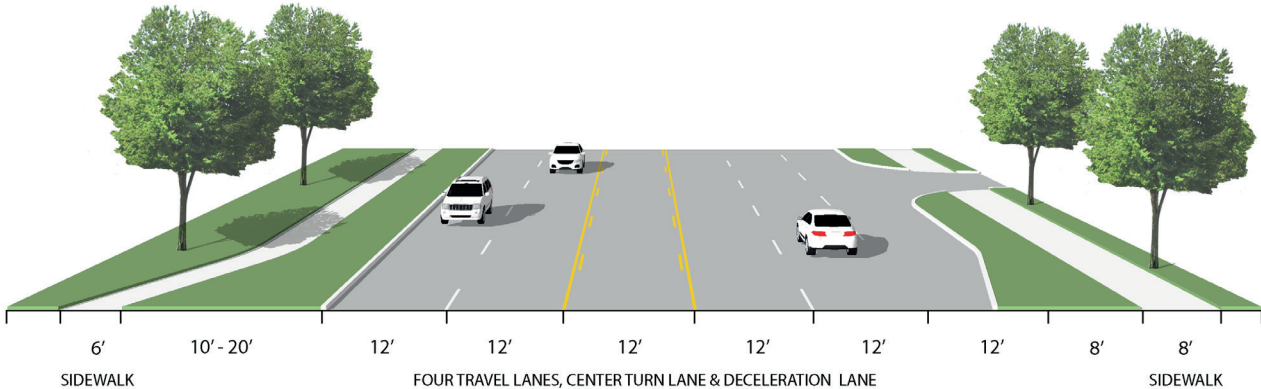 6’ 10’ - 20’ 12’ 12’ 12’ 12’ 12’ 12’ 8’ 8’
SIDEWALK FOUR TRAVEL LANES, CENTER TURN LANE & DECELERATION LANE SIDEWALK